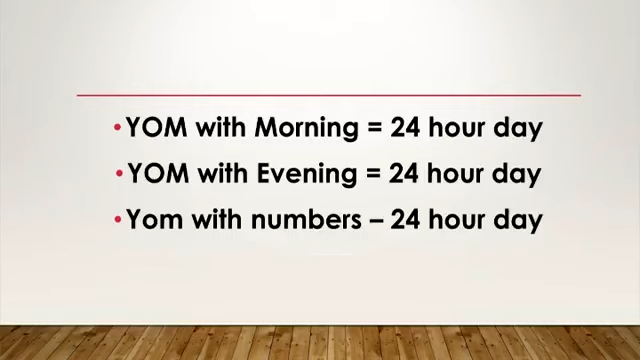 •YOM with Morning = 24 hour day
•YOM with Evening = 24 hour day
•Yom with numbers – 24 hour day